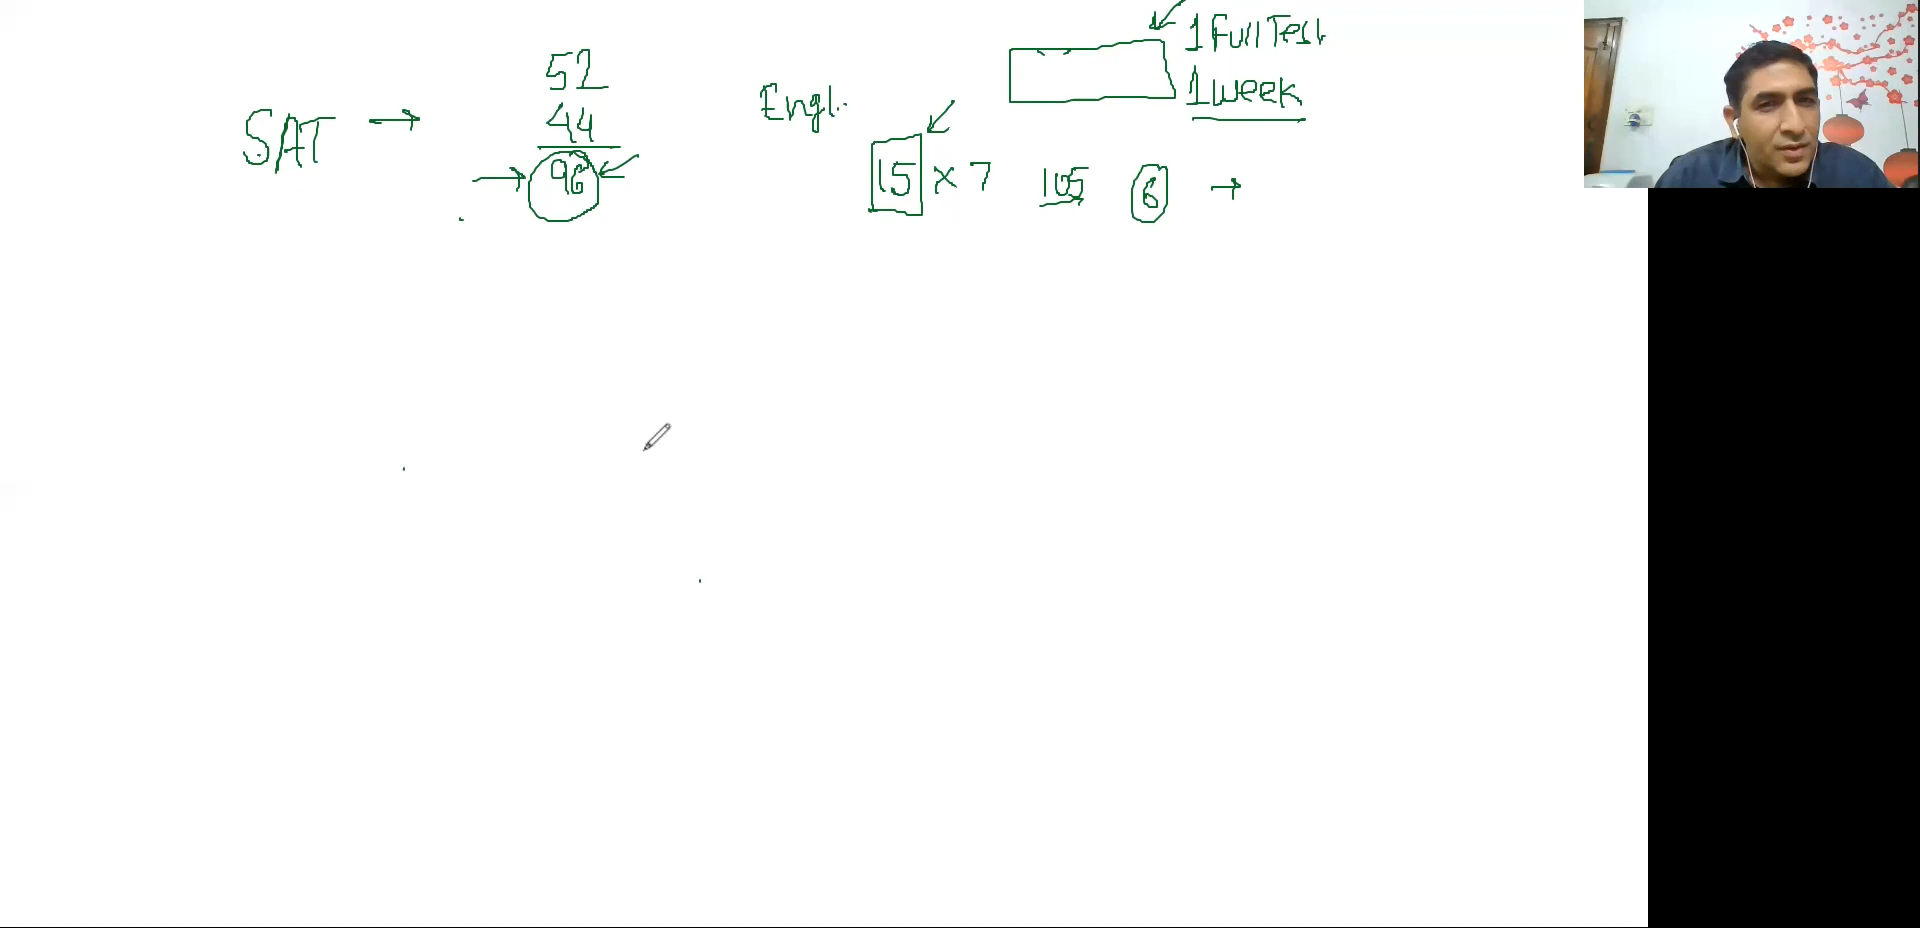 SAT →
52
44
96
Engl.
15 x 7 105 6 →
1 Full Test
1 week